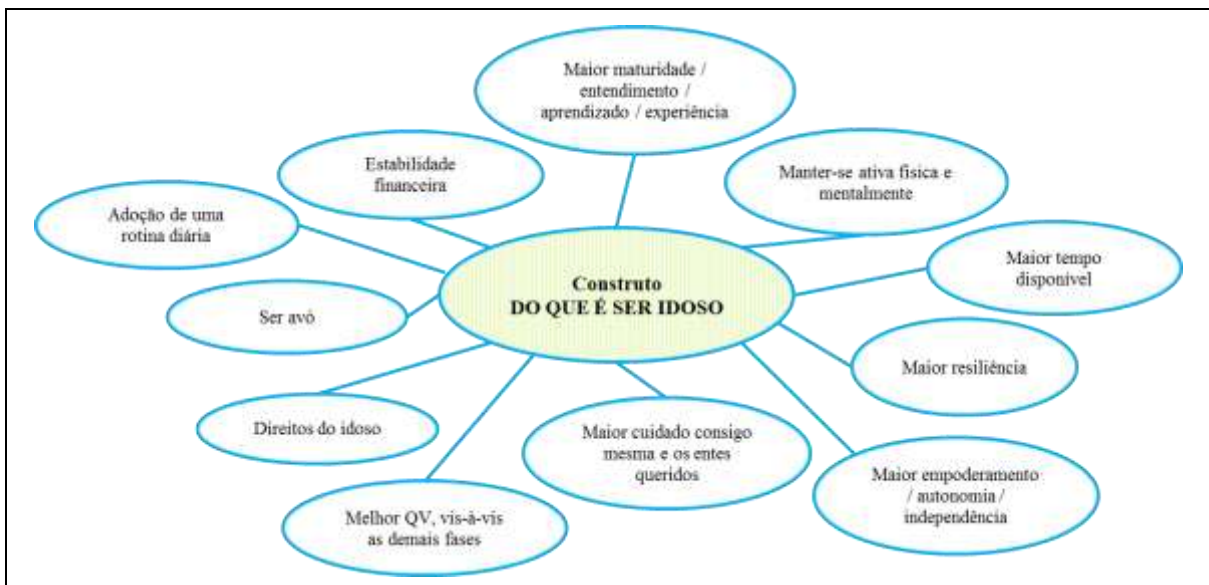 Maior maturidade /
entendimento /
aprendizado / experiência
Estabilidade
financeira
Manter-se ativa física e
mentalmente
Adoção de uma
rotina diária
Maior tempo
disponível
Construto
DO QUE É SER IDOSO
Ser avó
Maior resiliência
Direitos do idoso
Maior cuidado consigo
mesma e os entes
queridos
Maior empoderamento
/ autonomia /
independência
Melhor QV, vis-à-vis
as demais fases